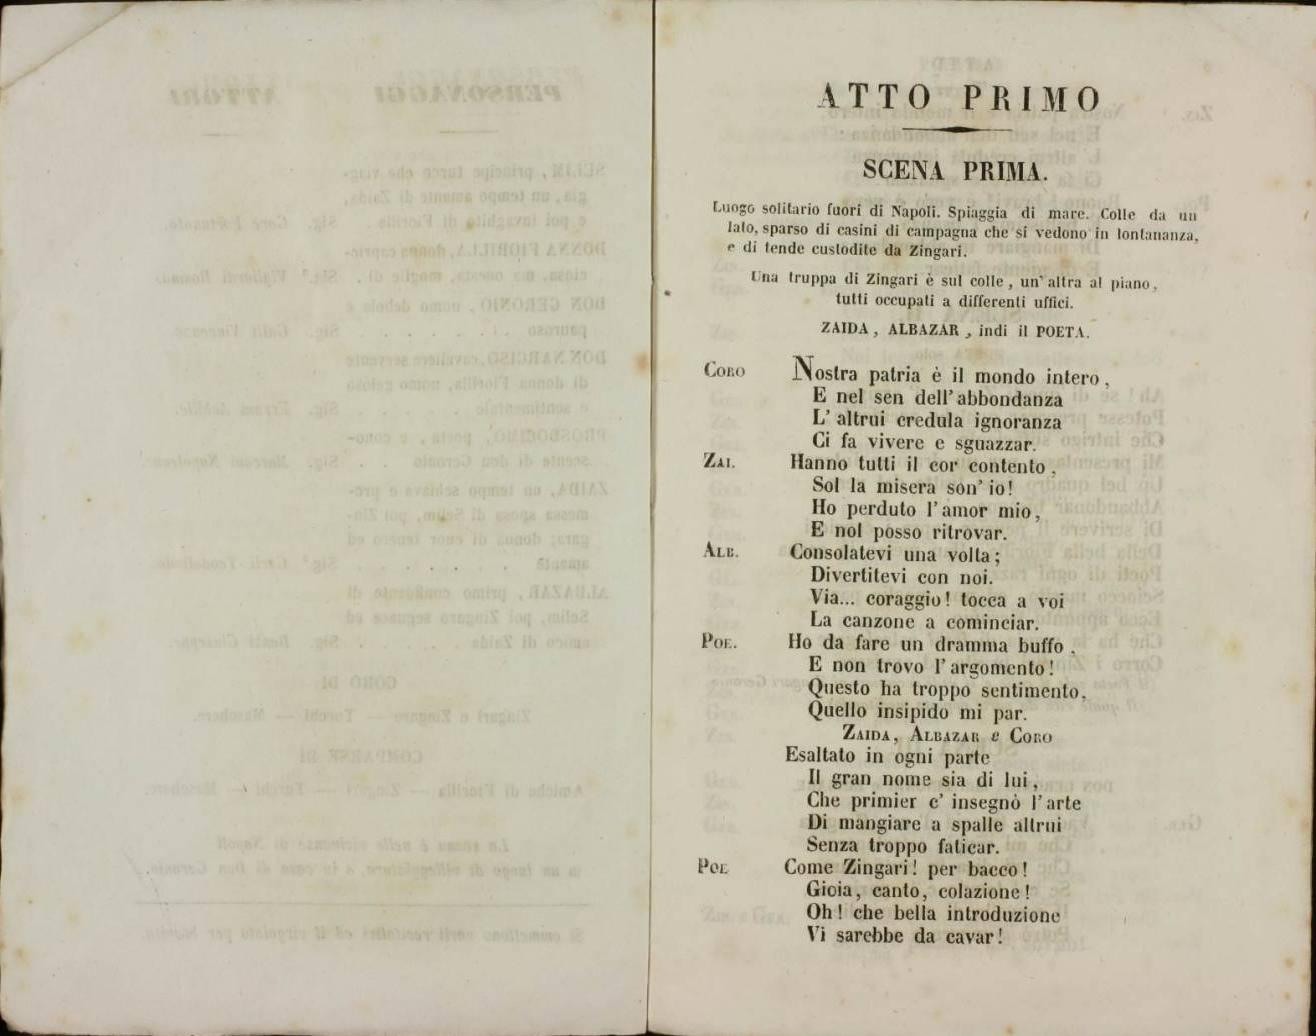 ATTO PRIMO
SCENA PRIMA.
Luogo solitario fuori di Napoli. Spiaggia di mare. Colle da un
lato, sparso di casini di campagna che si vedono in lontananza,
e di tende custodite da Zingari.
Una truppa di Zingari è sul colle, un' altra al piano,
tutti occupati a differenti uffici.
ZAIDA, ALBAZAR, indi il POETA.
CORO Nostra patria è il mondo intero,
E nel sen dell' abbondanza
L' altrui credula ignoranza
Ci fa vivere e sguazzar.
ZAI. Hanno tutti il cor contento,
Sol la misera son' io!
Ho perduto l' amor mio,
E nol posso ritrovar.
ALB. Consolatevi una volta;
Divertitevi con noi.
Via... coraggio! tocca a voi
La canzone a cominciar.
POE. Ho da fare un dramma buffo,
E non trovo l' argomento!
Questo ha troppo sentimento,
Quello insipido mi par.
ZAIDA, ALBAZAR e CORO
Esaltato in ogni parte
Il gran nome sia di lui,
Che primier c' insegnò l' arte
Di mangiare a spalle altrui
Senza troppo faticar.
POE Come Zingari! per bacco!
Gioia, canto, colazione!
Oh! che bella introduzione
Vi sarebbe da cavar!